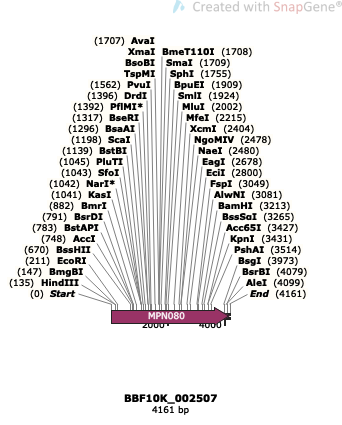 Created with SnapGene®
(1707) AvaI
XmaI BmeT110I (1708)
BsoBI SmaI (1709)
TspMI SphI (1755)
(1562) PvuI BpuEI (1909)
(1396) DrdI SmlI (1924)
(1392) PflMI* MluI (2002)
(1317) BseRI MfeI (2215)
(1296) BsaAI XcmI (2404)
(1198) ScaI NgoMIV (2478)
(1139) BstBI NaeI (2480)
(1045) PluTI EagI (2678)
(1043) SfoI EciI (2800)
(1042) NarI* FspI (3049)
(1041) KasI AlwNI (3081)
(882) BmrI BamHI (3213)
(791) BsrDI BssSαI (3265)
(783) BstAPI Acc65I (3427)
(748) AccI KpnI (3431)
(670) BssHII PshAI (3514)
(211) EcoRI BsgI (3973)
(147) BmgBI BsrBI (4079)
(135) HindIII AleI (4099)
(0) Start End (4161)
MPN080
2000 4000
BBF10K_002507
4161 bp